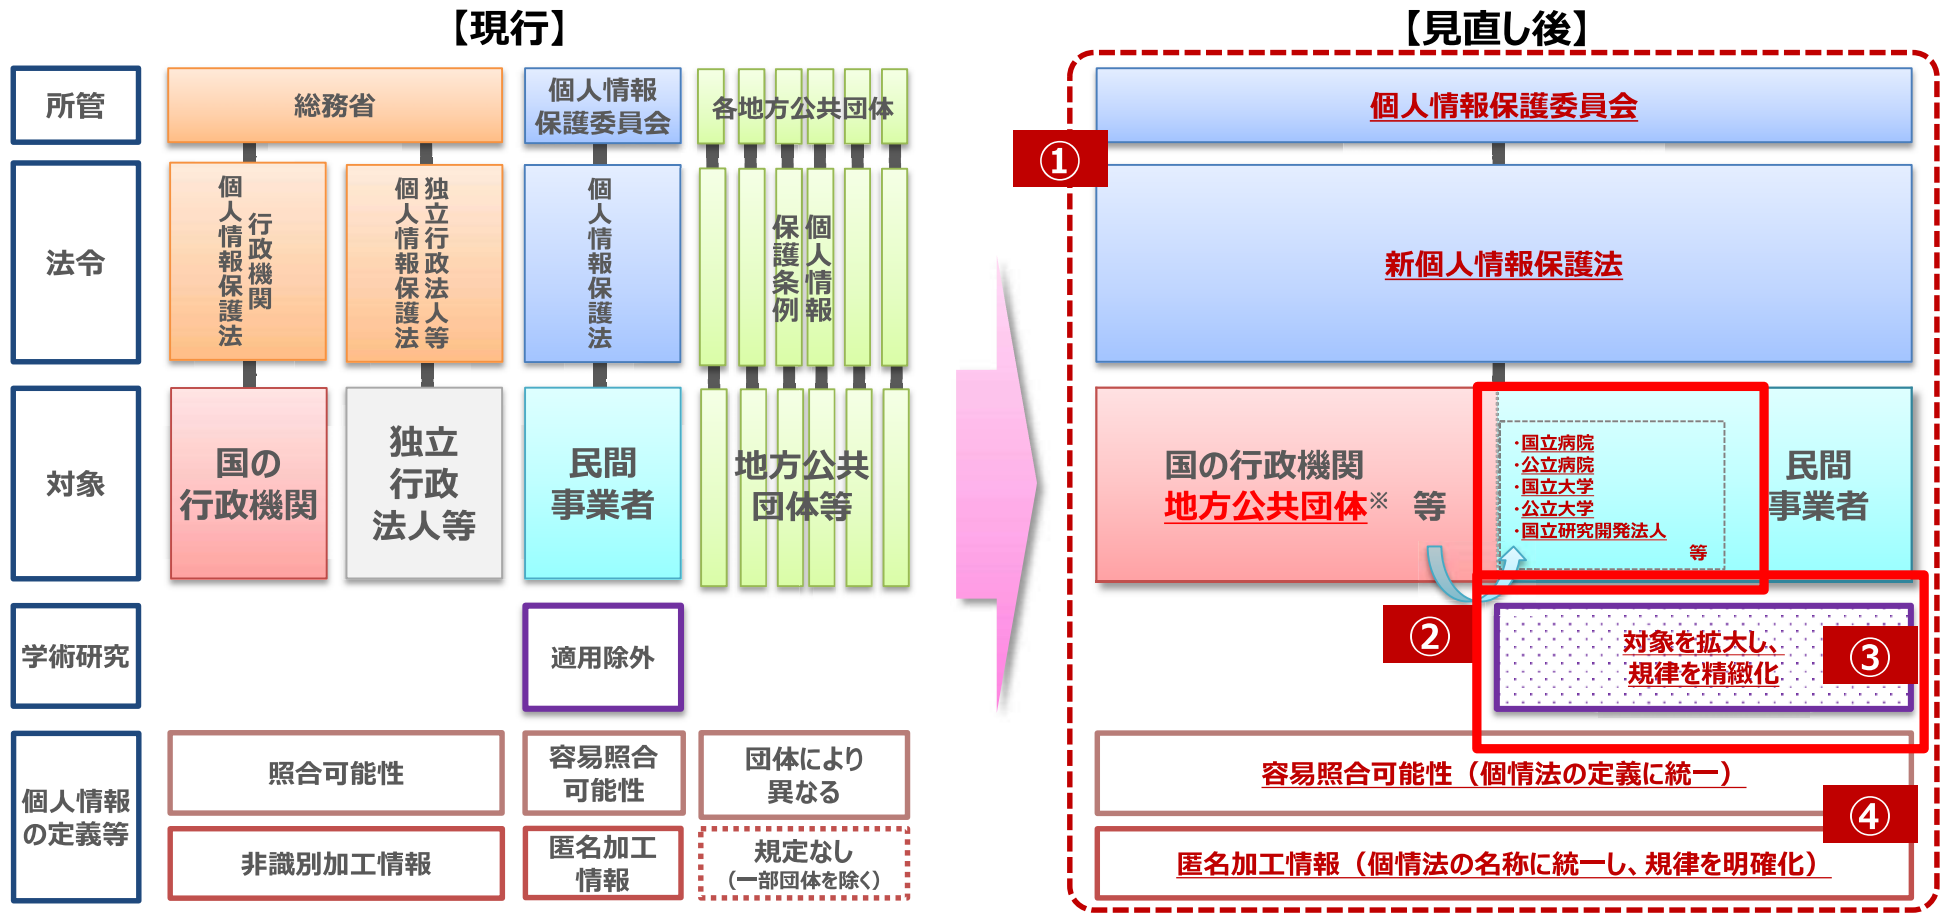 【現行】
【見直し後】
所管
総務省
個人情報
保護委員会
各地方公共団体
個人情報保護委員会
①
法令
行政機関
個人情報保護法
独立行政法人等
個人情報保護法
個人情報保護法
個人情報
保護条例
新個人情報保護法
対象
国の
行政機関
独立
行政
法人等
民間
事業者
地方公共
団体等
国の行政機関
地方公共団体※ 等
・国立病院
・公立病院
・国立大学
・公立大学
・国立研究開発法人
等
民間
事業者
②
学術研究
適用除外
対象を拡大し、
規律を精緻化
③
個人情報
の定義等
照合可能性
容易照合
可能性
団体により
異なる
容易照合可能性（個情法の定義に統一）
④
非識別加工情報
匿名加工
情報
規定なし
（一部団体を除く）
匿名加工情報（個情法の名称に統一し、規律を明確化）